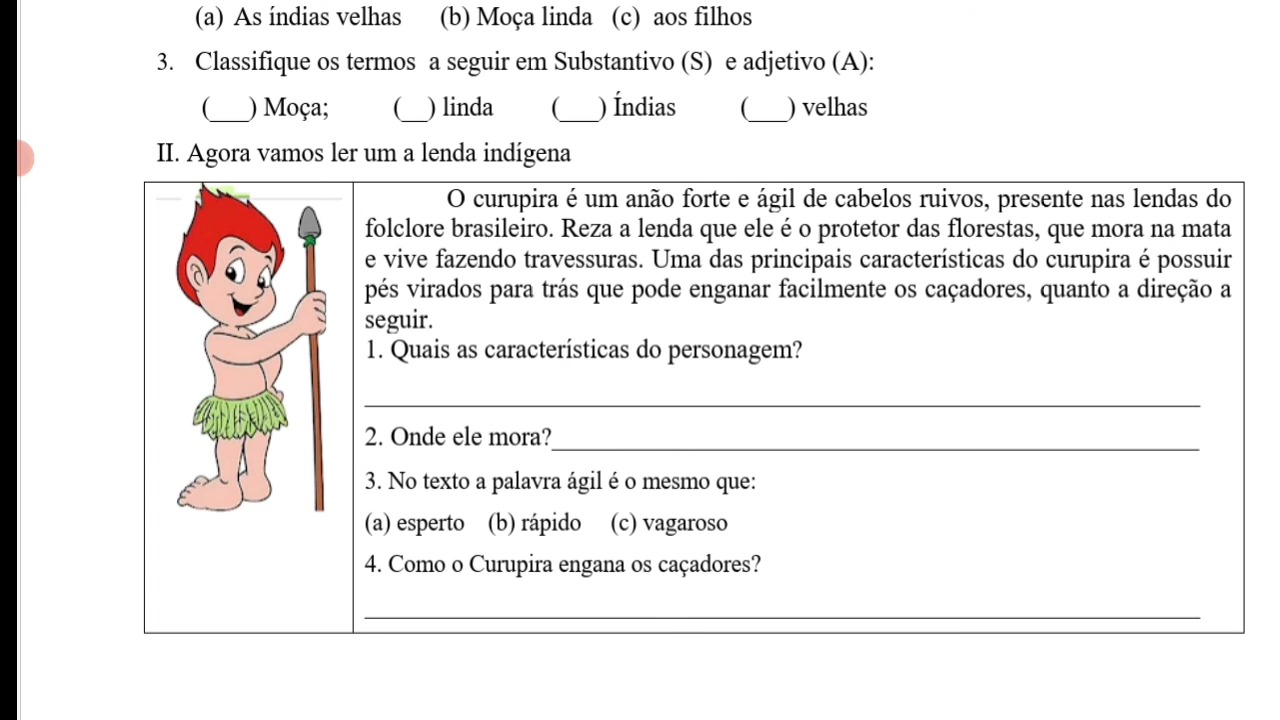 (a) As índias velhas (b) Moça linda (c) aos filhos
3. Classifique os termos a seguir em Substantivo (S) e adjetivo (A):
(___) Moça; (__) linda (___) Índias (___) velhas
II. Agora vamos ler um a lenda indígena
O curupira é um anão forte e ágil de cabelos ruivos, presente nas lendas do
folclore brasileiro. Reza a lenda que ele é o protetor das florestas, que mora na mata
e vive fazendo travessuras. Uma das principais características do curupira é possuir
pés virados para trás que pode enganar facilmente os caçadores, quanto a direção a
seguir.
1. Quais as características do personagem?
2. Onde ele mora?
3. No texto a palavra ágil é o mesmo que:
(a) esperto (b) rápido (c) vagaroso
4. Como o Curupira engana os caçadores?